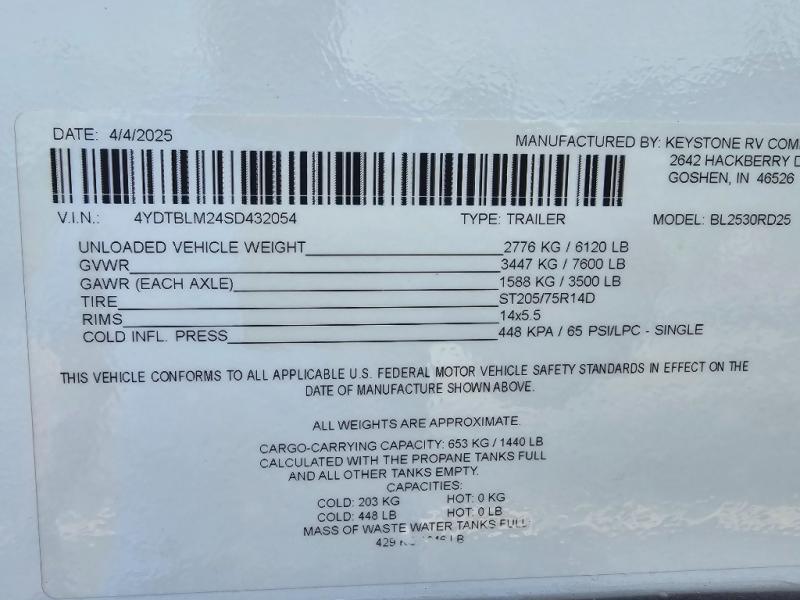 DATE: 4/4/2025
MANUFACTURED BY: KEYSTONE RV
2642 HACKBERRY
GOSHEN, IN 46526
V.I.N.: 4YDTBLM24SD432054 TYPE: TRAILER MODEL: BL2530RD25
UNLOADED VEHICLE WEIGHT 2776 KG / 6120 LB
GVWR 3447 KG / 7600 LB
GAWR (EACH AXLE) 1588 KG / 3500 LB
TIRE ST205/75R14D
RIMS 14x5.5
COLD INFL. PRESS 448 KPA / 65 PSI/LPC - SINGLE
THIS VEHICLE CONFORMS TO ALL APPLICABLE U.S. FEDERAL MOTOR VEHICLE SAFETY STANDARDS IN EFFECT ON THE
DATE OF MANUFACTURE SHOWN ABOVE.
ALL WEIGHTS ARE APPROXIMATE.
CARGO-CARRYING CAPACITY: 653 KG / 1440 LB
CALCULATED WITH THE PROPANE TANKS FULL
AND ALL OTHER TANKS EMPTY.
CAPACITIES:
COLD: 203 KG HOT: 0 KG
COLD: 448 LB HOT: 0 LB
MASS OF WASTE WATER TANKS FULL:
429 LB